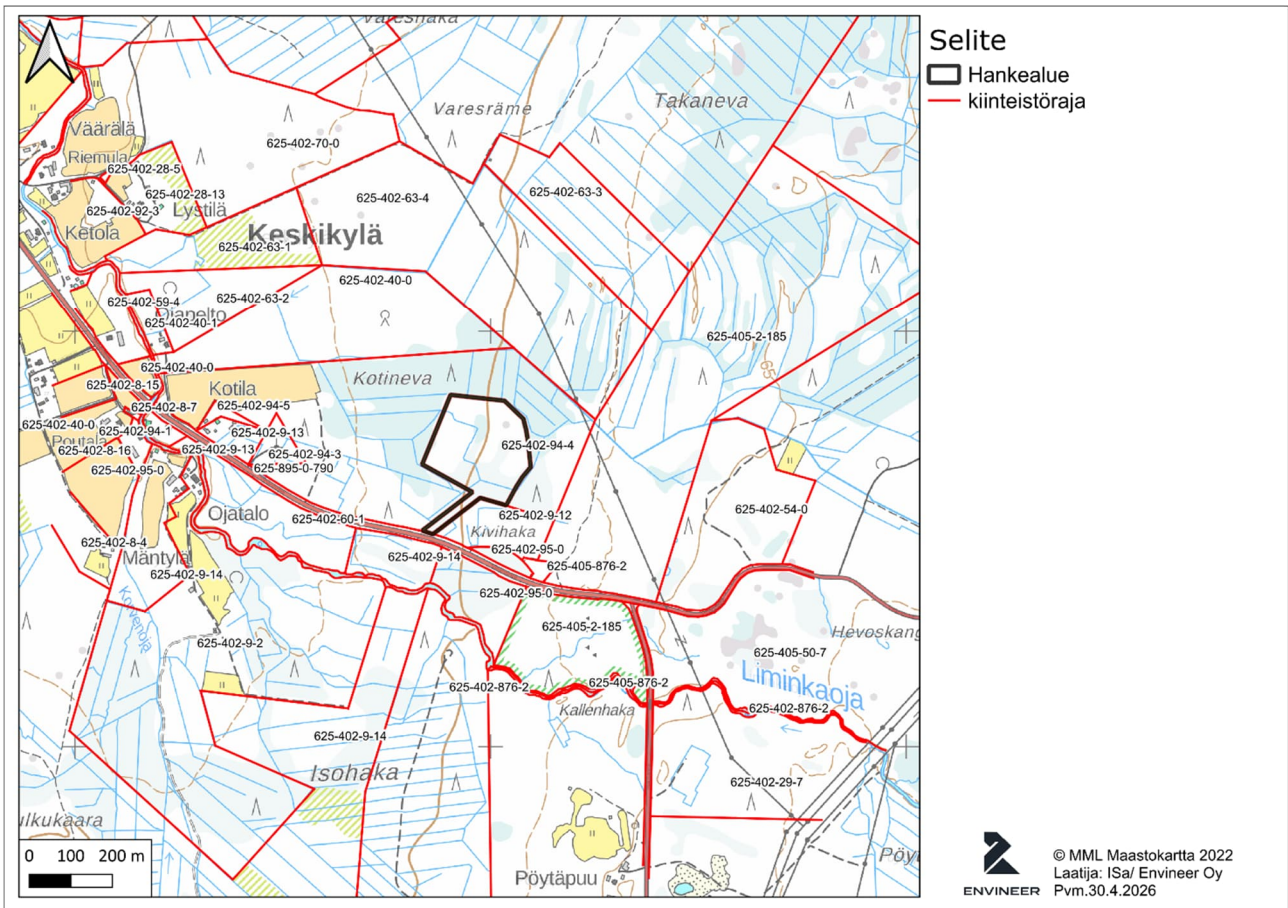 Varesräme
Takaneva
Väärälä
Riemula
625-402-70-0
625-402-28-5
625-402-28-13
625-402-63-4
625-402-63-3
625-402-92-3
Lystilä
Ketola
Keskikylä
625-402-63-1
625-402-40-0
625-402-59-4
625-402-63-2
625-402-40-1
625-405-2-185
65
625-402-40-0
625-402-8-15
Kotila
Kotineva
625-402-8-7
625-402-94-5
625-402-40-0
625-402-94-1
625-402-9-13
Poutala
625-402-8-16
625-402-9-13
625-402-94-3
625-402-94-4
625-402-95-0
625-895-0-790
Ojatalo
625-402-60-1
625-402-9-12
625-402-54-0
Kivihaka
625-402-8-4
625-402-9-14
625-402-95-0
Mäntylä
625-405-876-2
625-402-9-14
625-402-95-0
625-405-2-185
625-402-9-2
Hevoskang
625-405-50-7
625-402-876-2
625-405-876-2
Liminkaoja
Kallenhaka
625-402-876-2
625-402-9-14
Isohaka
625-402-29-7
ulkukaara
Pöytäpuu
0 100 200 m
Selite
Hankealue
kiinteistöraja
ENVINEER
© MML Maastokartta 2022
Laatija: ISa/ Envineer Oy
Pvm.30.4.2026